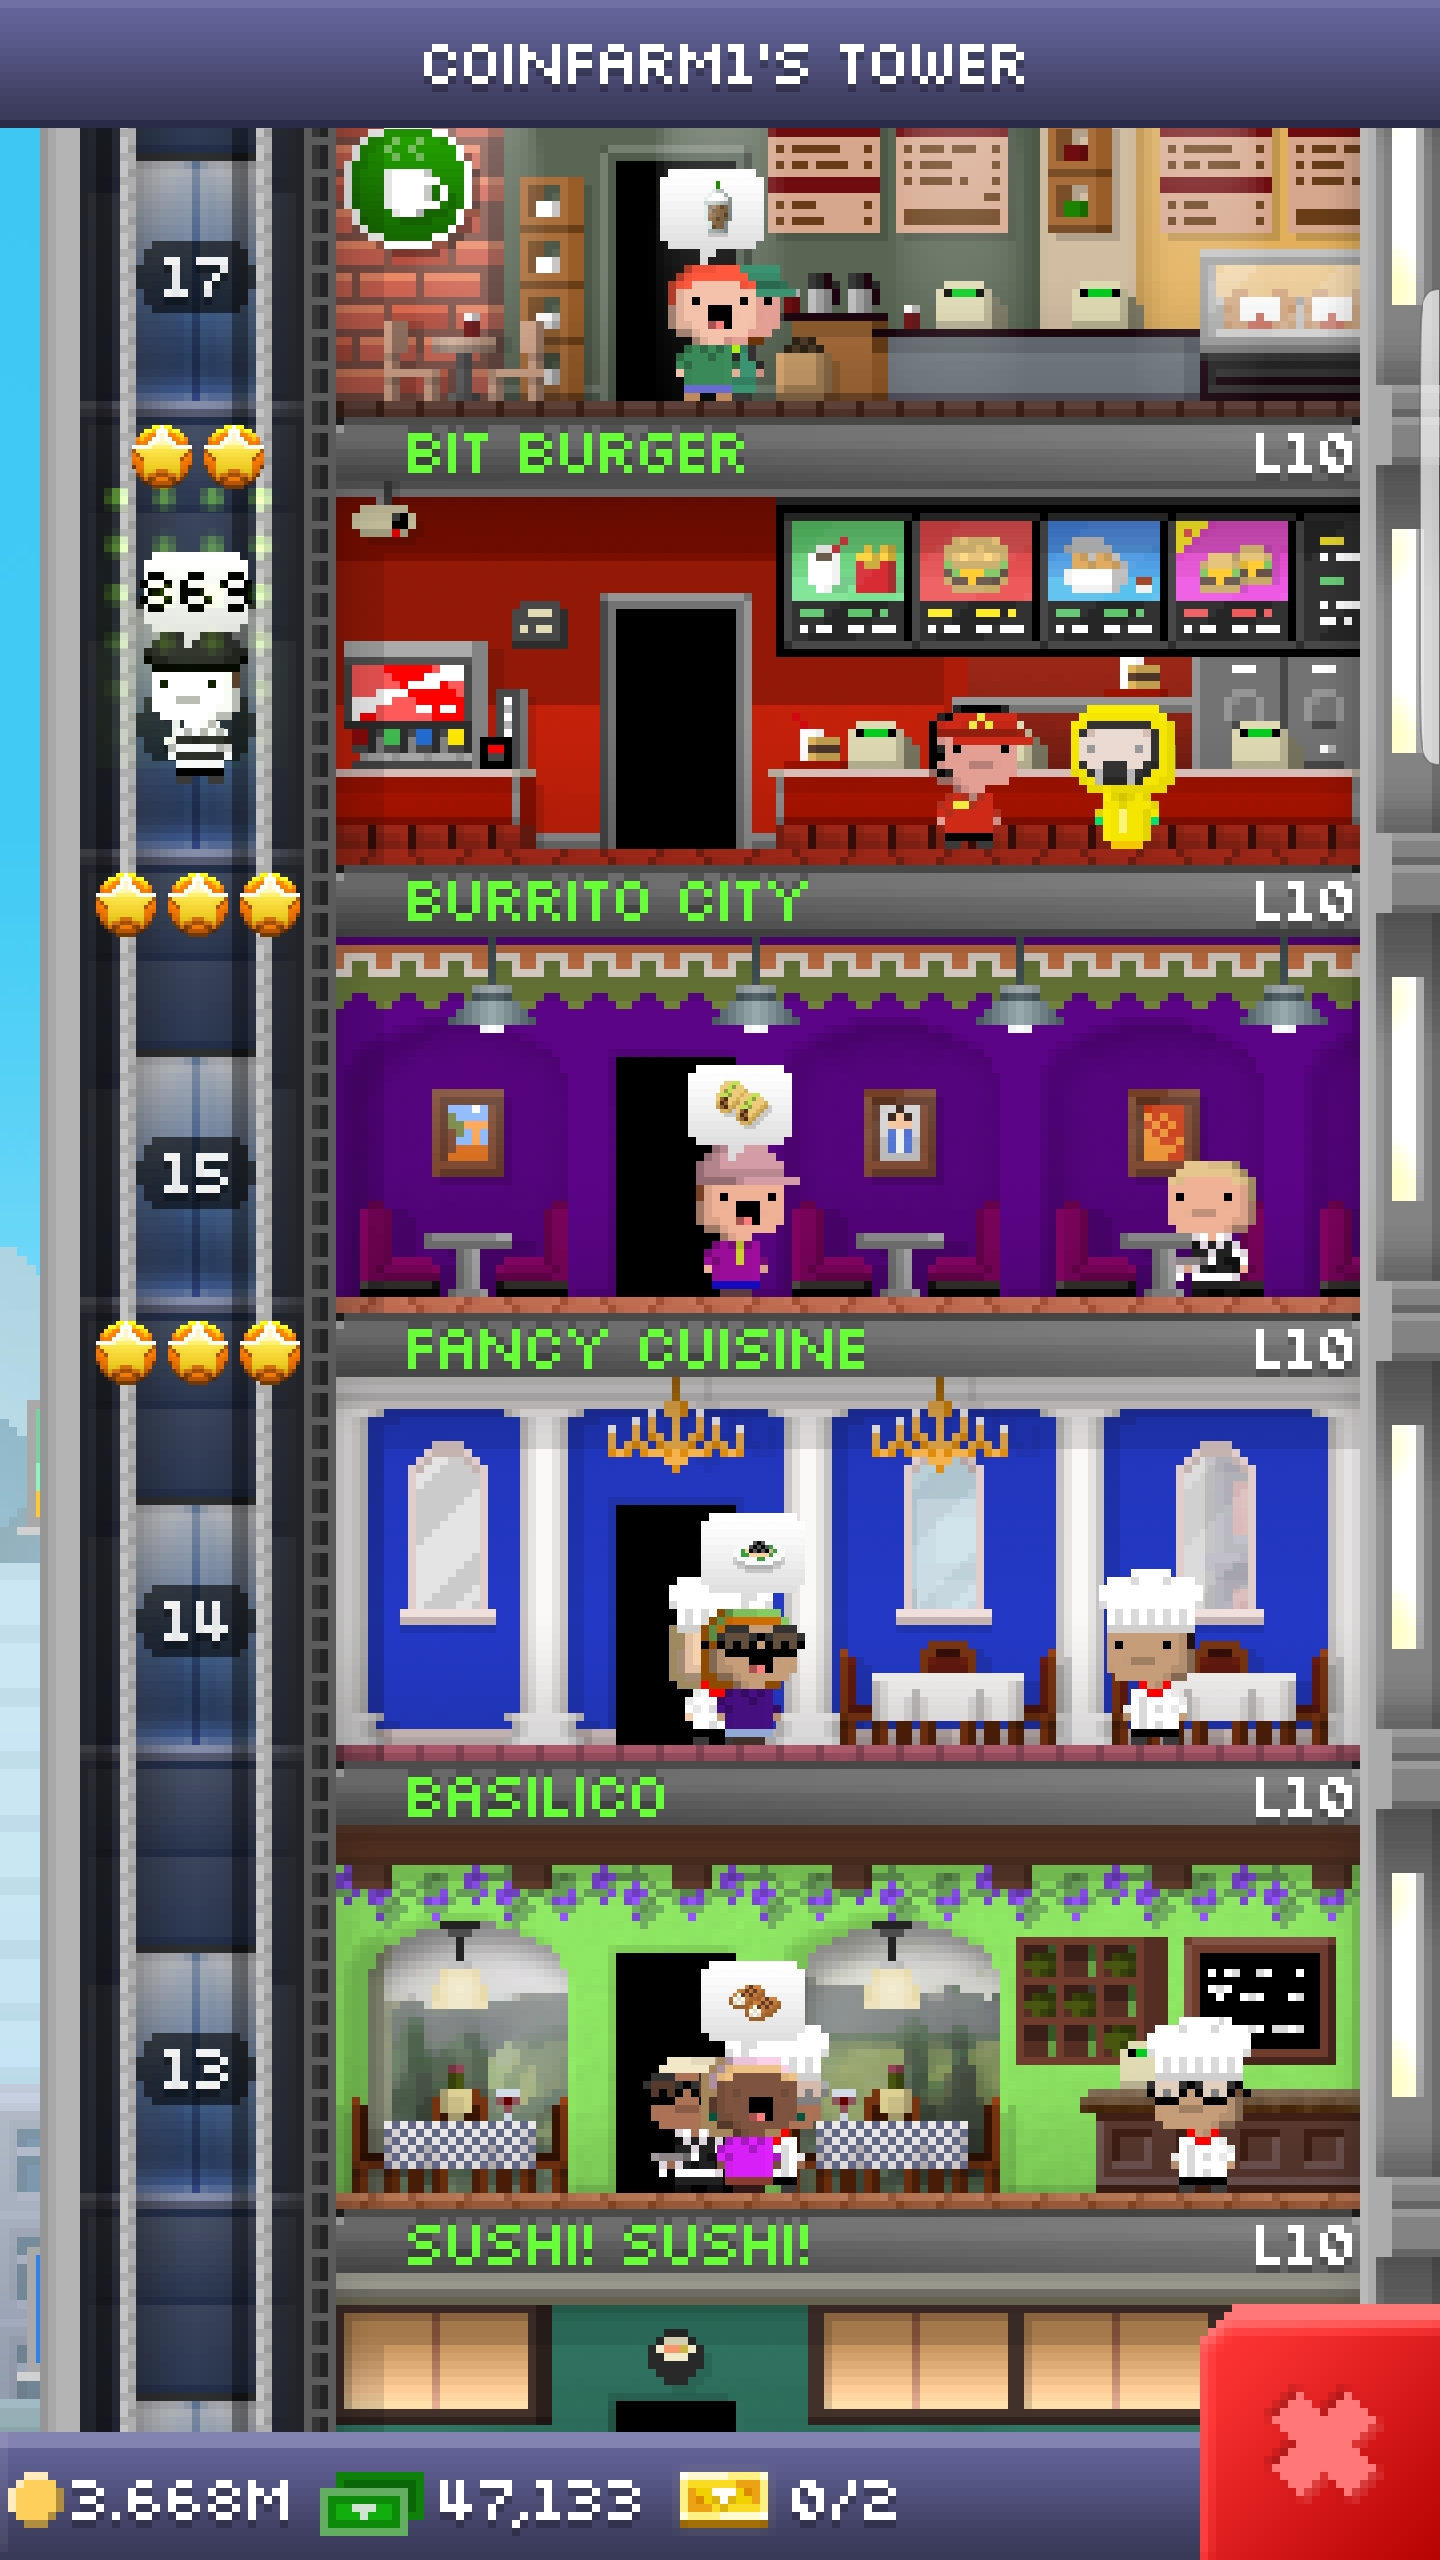 COINFARM1'S TOWER
17
BIT BURGER L10
863
BURRITO CITY L10
15
FANCY CUISINE L10
14
BASILICO L10
13
SUSHI! SUSHI! L10
3.668M 47,133 0/2